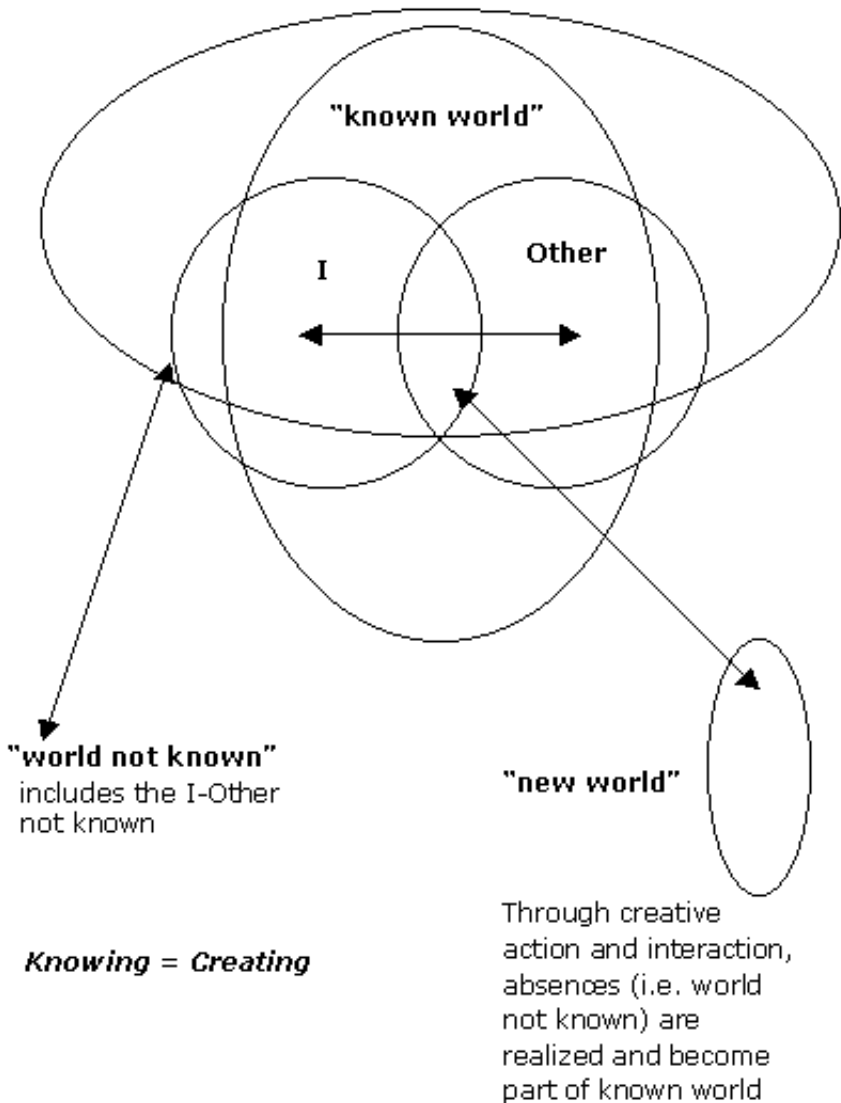 "known world"
I
Other
"world not known"
includes the I-Other
not known
"new world"
Knowing = Creating
Through creative
action and interaction,
absences (i.e. world
not known) are
realized and become
part of known world